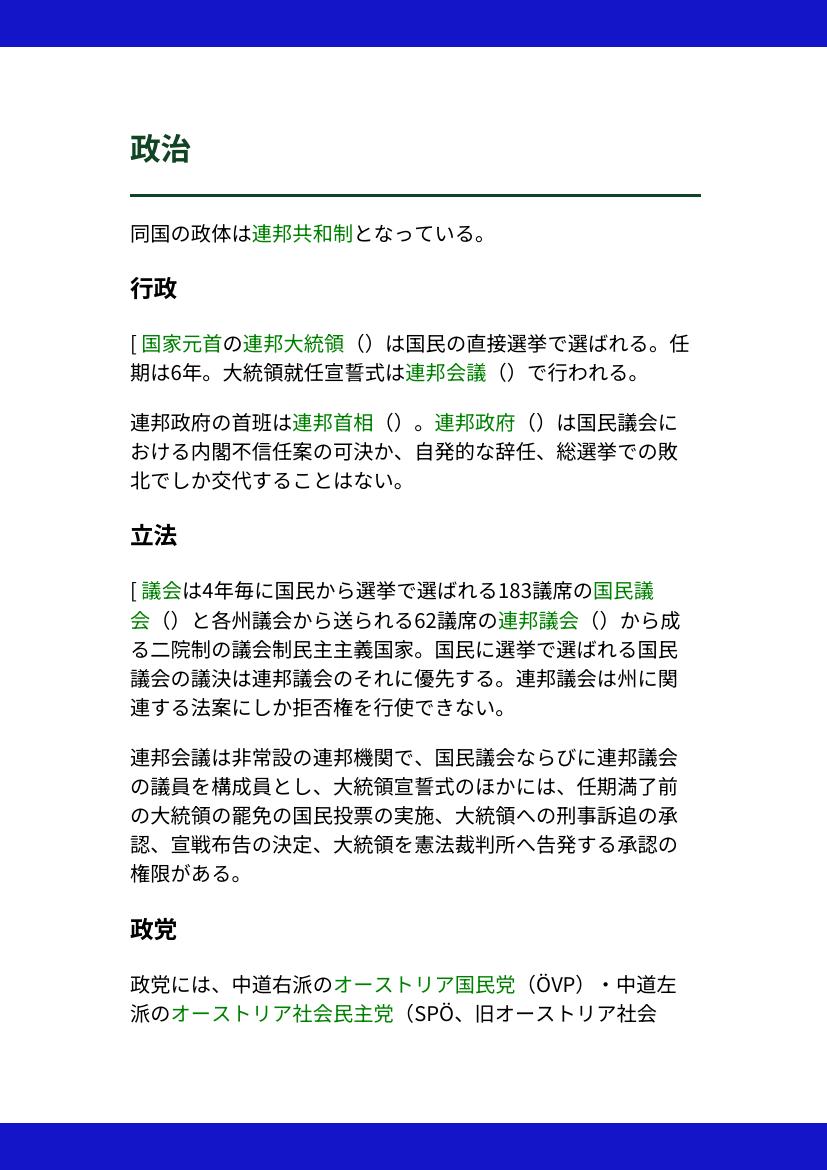 政治
同国の政体は連邦共和制となっている。
行政
[ 国家元首の連邦大統領（）は国民の直接選挙で選ばれる。任
期は6年。大統領就任宣誓式は連邦会議（）で行われる。
連邦政府の首班は連邦首相（）。連邦政府（）は国民議会に
おける内閣不信任案の可決か、自発的な辞任、総選挙での敗
北でしか交代することはない。
立法
[ 議会は4年毎に国民から選挙で選ばれる183議席の国民議
会（）と各州議会から送られる62議席の連邦議会（）から成
る二院制の議会制民主主義国家。国民に選挙で選ばれる国民
議会の議決は連邦議会のそれに優先する。連邦議会は州に関
連する法案にしか拒否権を行使できない。
連邦会議は非常設の連邦機関で、国民議会ならびに連邦議会
の議員を構成員とし、大統領宣誓式のほかには、任期満了前
の大統領の罷免の国民投票の実施、大統領への刑事訴追の承
認、宣戦布告の決定、大統領を憲法裁判所へ告発する承認の
権限がある。
政党
政党には、中道右派のオーストリア国民党（ÖVP）・中道左
派のオーストリア社会民主党（SPÖ、旧オーストリア社会